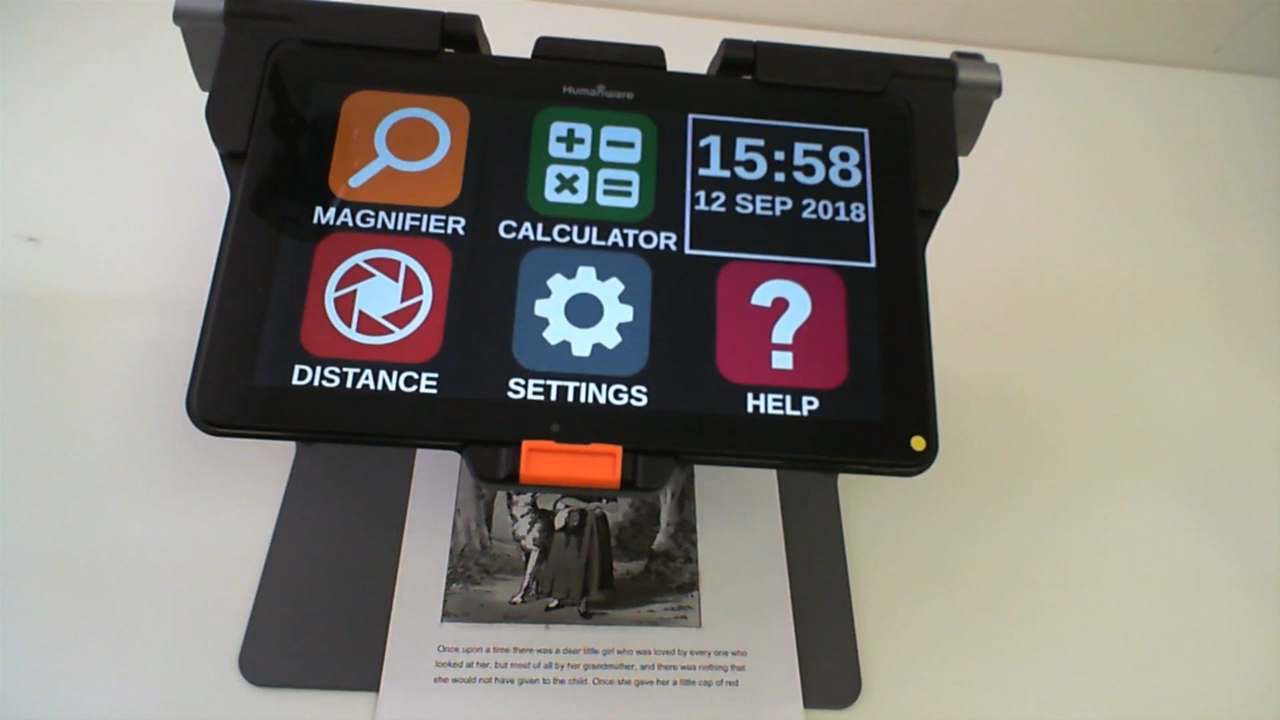 HumanWare
MAGNIFIER
CALCULATOR
15:58
12 SEP 2018
DISTANCE
SETTINGS
HELP
Once upon a time there was a dear little girl who was loved by every one who
looked at her, but most of all by her grandmother, and there was nothing that
she would not have given to the child. Once she gave her a little cap of red